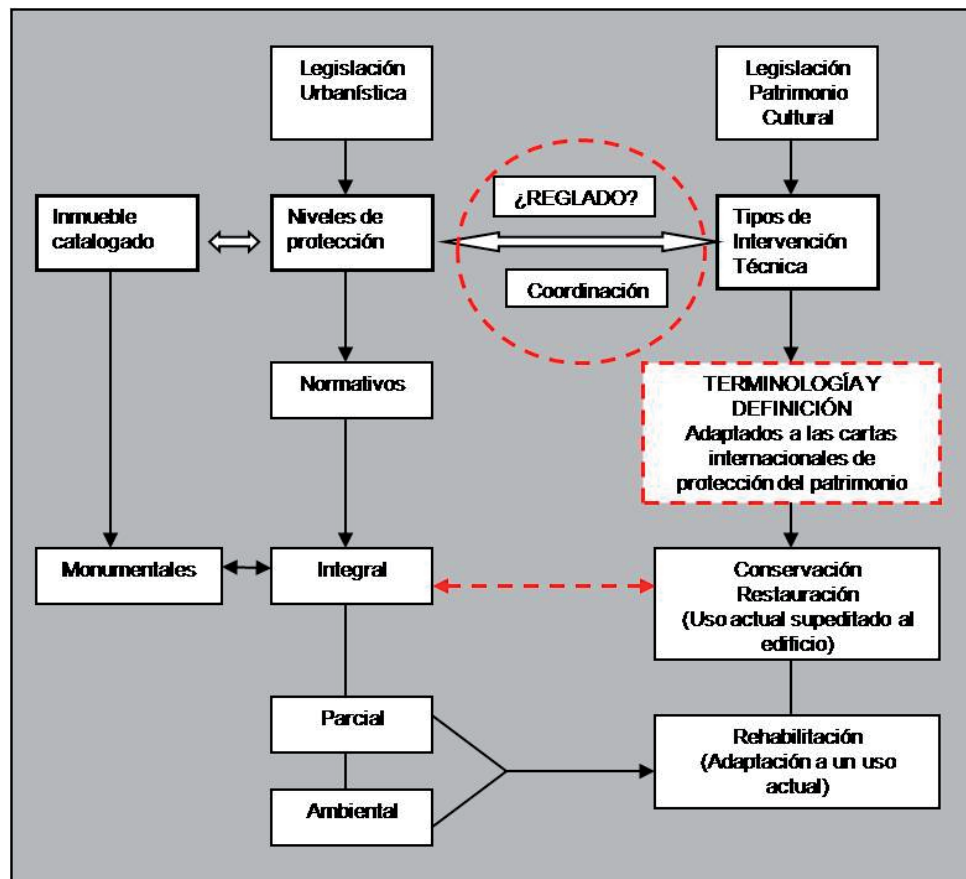 Legislación
Urbanística
Legislación
Patrimonio
Cultural
Inmueble
catalogado
Niveles de
protección
¿REGLADO?
Coordinación
Tipos de
Intervención
Técnica
Normativos
TERMINOLOGÍA Y
DEFINICIÓN
Adaptados a las cartas
internacionales de
protección del patrimonio
Monumentales
Integral
Conservación
Restauración
(Uso actual supeditado al
edificio)
Parcial
Ambiental
Rehabilitación
(Adaptación a un uso
actual)